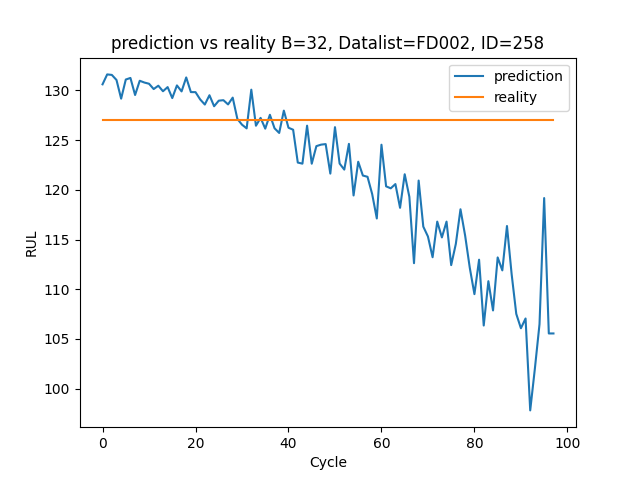 prediction vs reality B=32, Datalist=FD002, ID=258
prediction
reality
RUL
130
125
120
115
110
105
100
0 20 40 60 80 100
Cycle